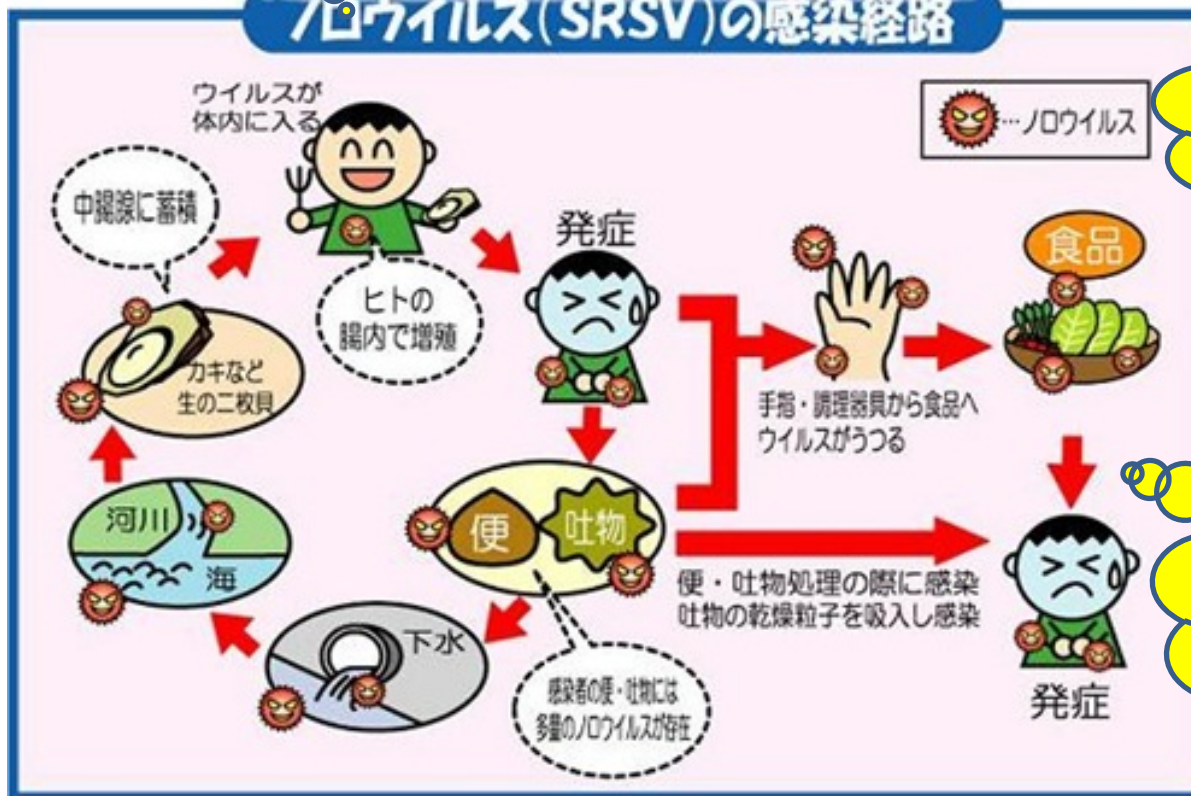 ノロウイルス(SRSV)の感染経路
ウイルスが
体内に入る
…ノロウイルス
中腸腺に蓄積
発症
食品
ヒトの
腸内で増殖
カキなど
生の二枚貝
手指・調理器具から食品へ
ウイルスがうつる
河川
海
便
吐物
便・吐物処理の際に感染
吐物の乾燥粒子を吸入し感染
下水
感染者の便・吐物には
多量のノロウイルスが存在
発症